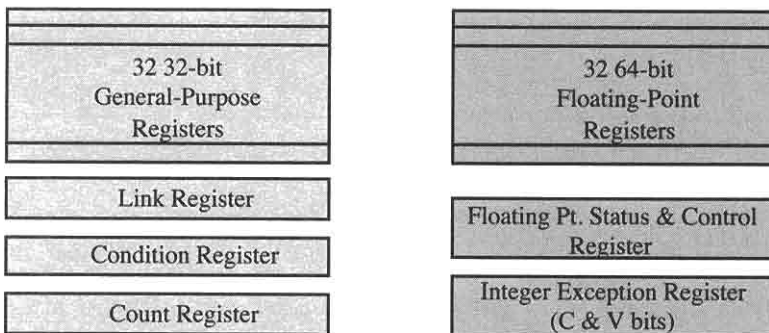 32 32-bit
General-Purpose
Registers
Link Register
Condition Register
Count Register
32 64-bit
Floating-Point
Registers
Floating Pt. Status & Control
Register
Integer Exception Register
(C & V bits)